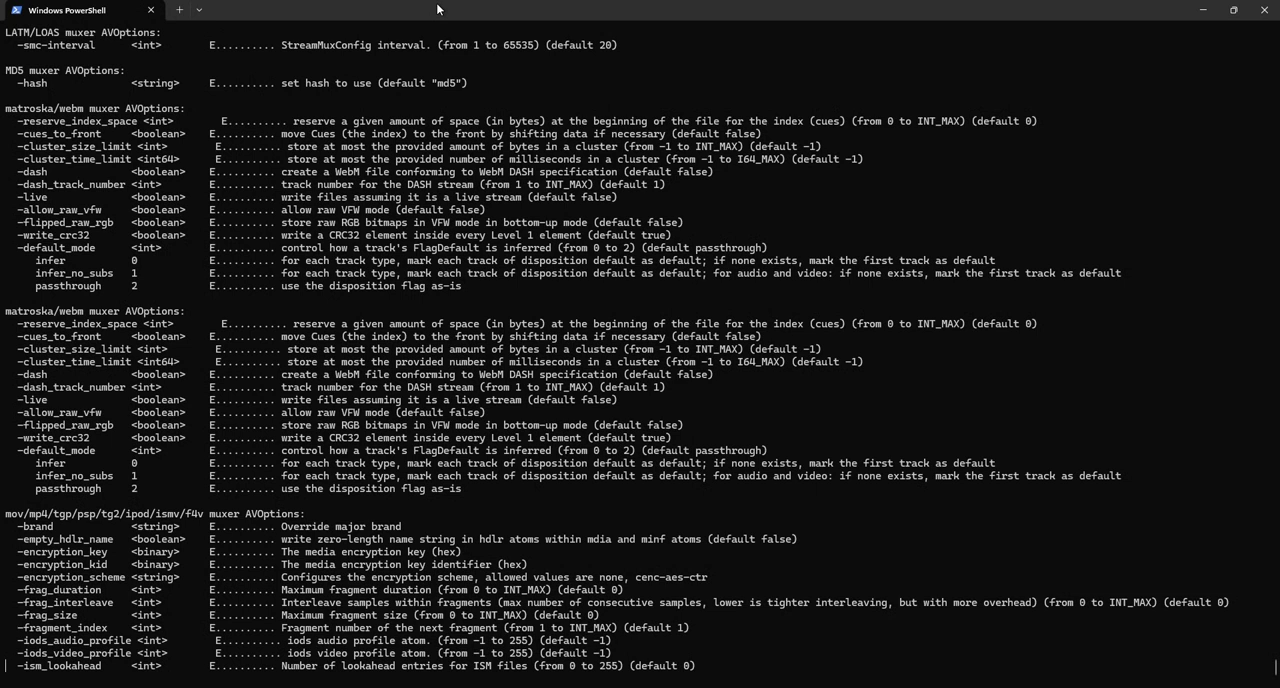 Windows PowerShell
LATM/LOAS muxer AVOptions:
-smc-interval <int> E.......... StreamMuxConfig interval. (from 1 to 65535) (default 20)
MD5 muxer AVOptions:
-hash <string> E.......... set hash to use (default "md5")
matroska/webm muxer AVOptions:
-reserve_index_space <int> E.......... reserve a given amount of space (in bytes) at the beginning of the file for the index (cues) (from 0 to INT_MAX) (default 0)
-cues_to_front <boolean> E.......... move Cues (the index) to the front by shifting data if necessary (default false)
-cluster_size_limit <int> E.......... store at most the provided amount of bytes in a cluster (from -1 to INT_MAX) (default -1)
-cluster_time_limit <int64> E.......... store at most the provided number of milliseconds in a cluster (from -1 to I64_MAX) (default -1)
-dash <boolean> E.......... create a WebM file conforming to WebM DASH specification (default false)
-dash_track_number <int> E.......... track number for the DASH stream (from 1 to INT_MAX) (default 1)
-live <boolean> E.......... write files assuming it is a live stream (default false)
-allow_raw_vfw <boolean> E.......... allow raw VFW mode (default false)
-flipped_raw_rgb <boolean> E.......... store raw RGB bitmaps in VFW mode in bottom-up mode (default false)
-write_crc32 <boolean> E.......... write a CRC32 element inside every Level 1 element (default true)
-default_mode <int> E.......... control how a track's FlagDefault is inferred (from 0 to 2) (default passthrough)
infer 0 E.......... for each track type, mark each track of disposition default as default; if none exists, mark the first track as default
infer_no_subs 1 E.......... for each track type, mark each track of disposition default as default; for audio and video: if none exists, mark the first track as default
passthrough 2 E.......... use the disposition flag as-is
matroska/webm muxer AVOptions:
-reserve_index_space <int> E.......... reserve a given amount of space (in bytes) at the beginning of the file for the index (cues) (from 0 to INT_MAX) (default 0)
-cues_to_front <boolean> E.......... move Cues (the index) to the front by shifting data if necessary (default false)
-cluster_size_limit <int> E.......... store at most the provided amount of bytes in a cluster (from -1 to INT_MAX) (default -1)
-cluster_time_limit <int64> E.......... store at most the provided number of milliseconds in a cluster (from -1 to I64_MAX) (default -1)
-dash <boolean> E.......... create a WebM file conforming to WebM DASH specification (default false)
-dash_track_number <int> E.......... track number for the DASH stream (from 1 to INT_MAX) (default 1)
-live <boolean> E.......... write files assuming it is a live stream (default false)
-allow_raw_vfw <boolean> E.......... allow raw VFW mode (default false)
-flipped_raw_rgb <boolean> E.......... store raw RGB bitmaps in VFW mode in bottom-up mode (default false)
-write_crc32 <boolean> E.......... write a CRC32 element inside every Level 1 element (default true)
-default_mode <int> E.......... control how a track's FlagDefault is inferred (from 0 to 2) (default passthrough)
infer 0 E.......... for each track type, mark each track of disposition default as default; if none exists, mark the first track as default
infer_no_subs 1 E.......... for each track type, mark each track of disposition default as default; for audio and video: if none exists, mark the first track as default
passthrough 2 E.......... use the disposition flag as-is
mov/mp4/tgp/psp/tg2/ipod/ismv/f4v muxer AVOptions:
-brand <string> E.......... Override major brand
-empty_hdlr_name <boolean> E.......... write zero-length name string in hdlr atoms within mdia and minf atoms (default false)
-encryption_key <binary> E.......... The media encryption key (hex)
-encryption_kid <binary> E.......... The media encryption key identifier (hex)
-encryption_scheme <string> E.......... Configures the encryption scheme, allowed values are none, cenc-aes-ctr
-frag_duration <int> E.......... Maximum fragment duration (from 0 to INT_MAX) (default 0)
-frag_interleave <int> E.......... Interleave samples within fragments (max number of consecutive samples, lower is tighter interleaving, but with more overhead) (from 0 to INT_MAX) (default 0)
-frag_size <int> E.......... Maximum fragment size (from 0 to INT_MAX) (default 0)
-fragment_index <int> E.......... Fragment number of the next fragment (from 1 to INT_MAX) (default 1)
-iods_audio_profile <int> E.......... iods audio profile atom. (from -1 to 255) (default -1)
-iods_video_profile <int> E.......... iods video profile atom. (from -1 to 255) (default -1)
-ism_lookahead <int> E.......... Number of lookahead entries for ISM files (from 0 to 255) (default 0)